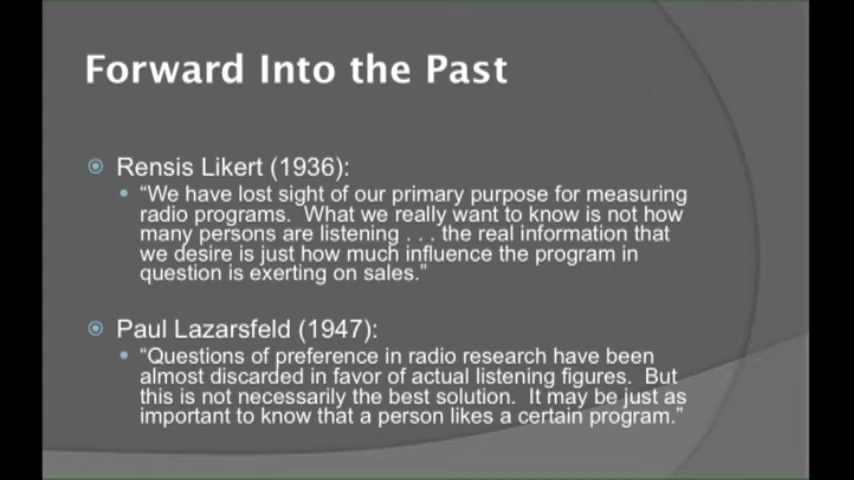 Forward Into the Past
Rensis Likert (1936):
“We have lost sight of our primary purpose for measuring
radio programs.  What we really want to know is not how
many persons are listening . . . the real information that
we desire is just how much influence the program in
question is exerting on sales.”
Paul Lazarsfeld (1947):
“Questions of preference in radio research have been
almost discarded in favor of actual listening figures.  But
this is not necessarily the best solution.  It may be just as
important to know that a person likes a certain program.”